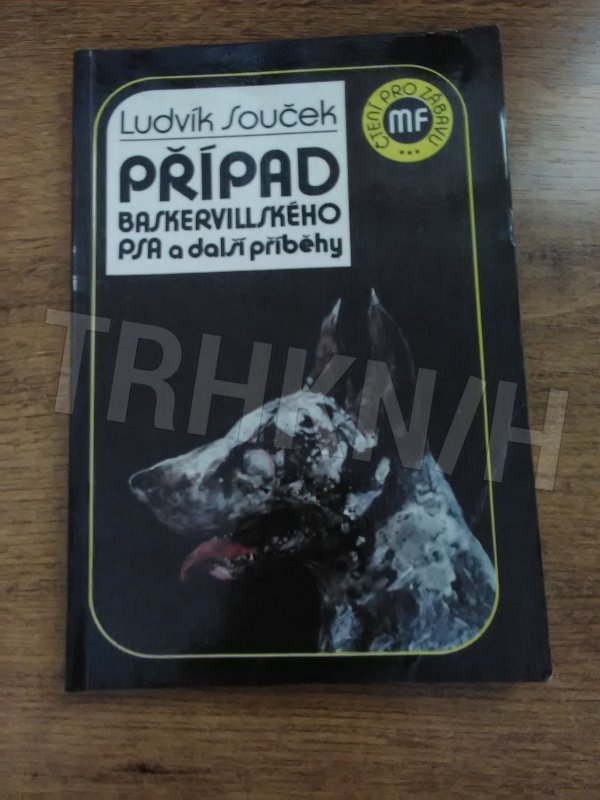 Ludvík Souček
PŘÍPAD
BASKERVILLSKÉHO
PSA a další příběhy
ČTENÍ PRO ZÁBAVU
MF
TRHKNIH